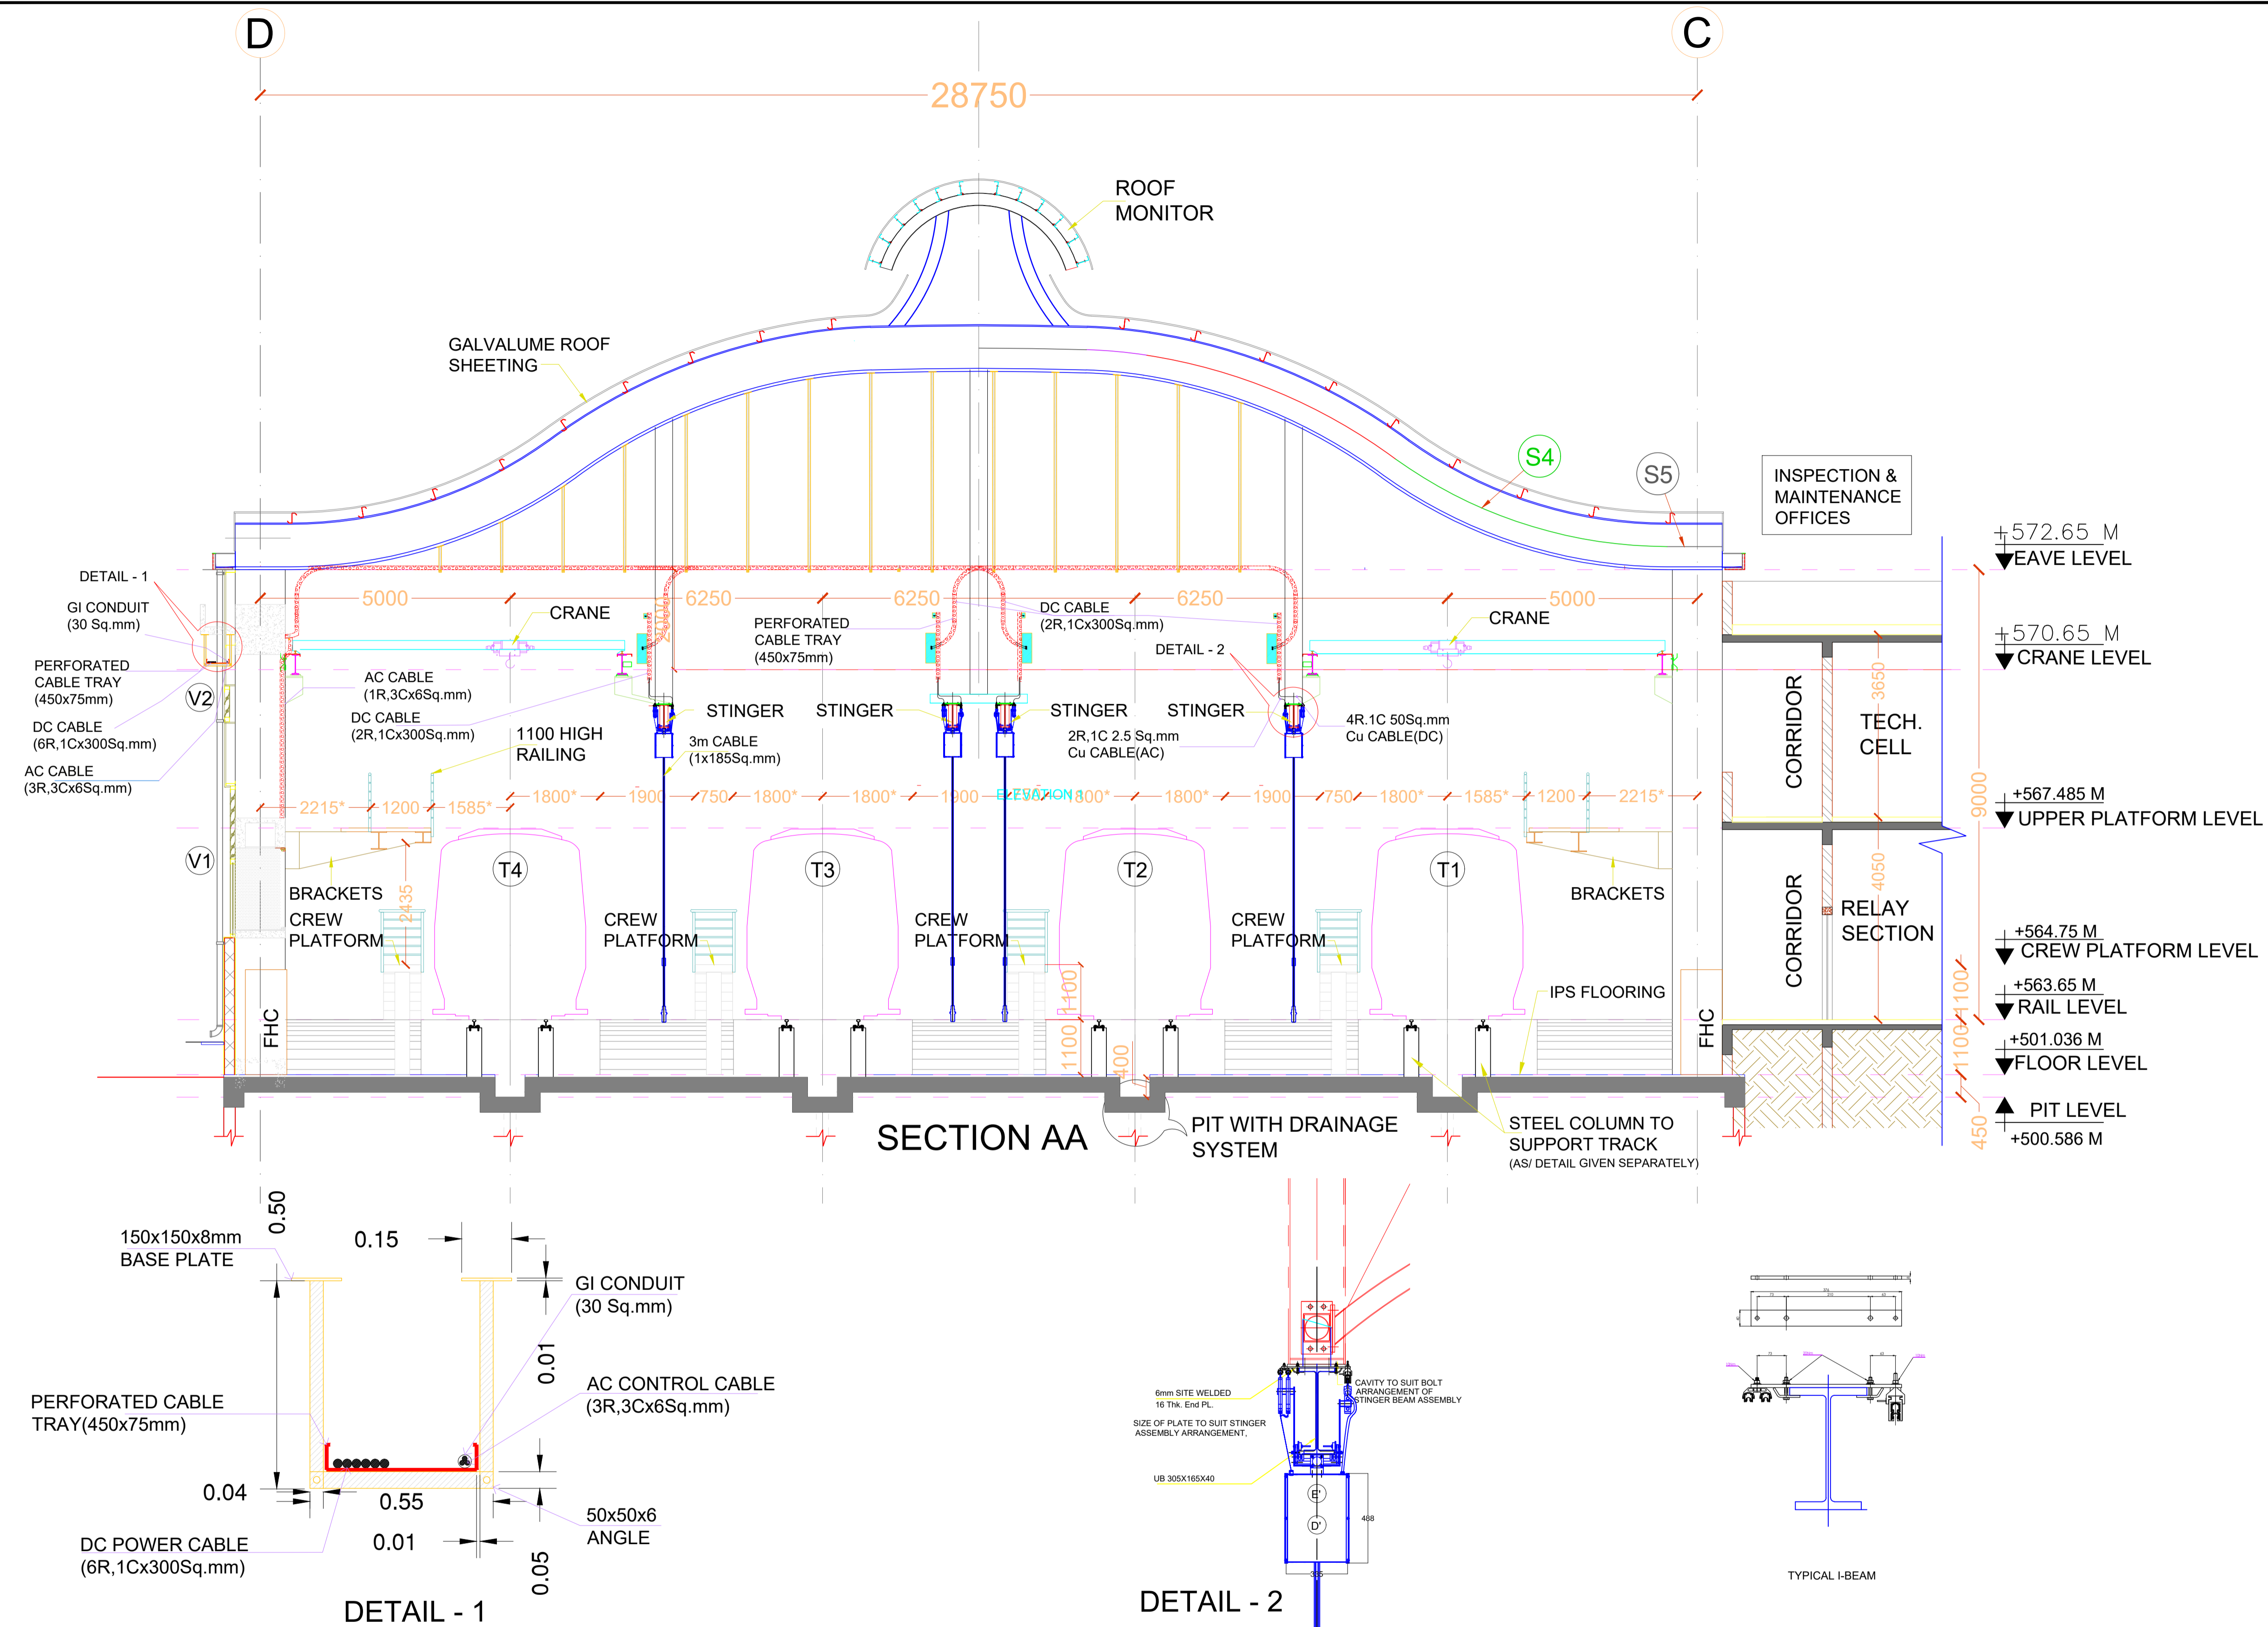 D
C
28750
ROOF
MONITOR
GALVALUME ROOF
SHEETING
S4
S5
INSPECTION &
MAINTENANCE
OFFICES
+572.65 M
EAVE LEVEL
DETAIL - 1
GI CONDUIT
(30 Sq.mm)
5000
6250
6250
6250
5000
CRANE
PERFORATED
CABLE TRAY
(450x75mm)
DC CABLE
(2R,1Cx300Sq.mm)
CRANE
DETAIL - 2
+570.65 M
CRANE LEVEL
PERFORATED
CABLE TRAY
(450x75mm)
V2
AC CABLE
(1R,3Cx6Sq.mm)
DC CABLE
(2R,1Cx300Sq.mm)
DC CABLE
(6R,1Cx300Sq.mm)
AC CABLE
(3R,3Cx6Sq.mm)
1100 HIGH
RAILING
STINGER
STINGER
STINGER
STINGER
3m CABLE
(1x185Sq.mm)
2R,1C 2.5 Sq.mm
Cu CABLE(AC)
4R.1C 50Sq.mm
Cu CABLE(DC)
3650
CORRIDOR
TECH.
CELL
9000
2215*
1200
1585*
1800*
1900
750
1800*
1800*
1900
ELEVATION 1
1800*
1800*
1900
750
1800*
1585*
1200
2215*
+567.485 M
UPPER PLATFORM LEVEL
V1
T4
T3
T2
T1
BRACKETS
2435
BRACKETS
4050
CREW
PLATFORM
CREW
PLATFORM
CREW
PLATFORM
CREW
PLATFORM
CORRIDOR
RELAY
SECTION
+564.75 M
CREW PLATFORM LEVEL
1100
1100
400
IPS FLOORING
+563.65 M
RAIL LEVEL
1100
1100
FHC
FHC
+501.036 M
FLOOR LEVEL
450
PIT LEVEL
+500.586 M
SECTION AA
PIT WITH DRAINAGE
SYSTEM
STEEL COLUMN TO
SUPPORT TRACK
(AS/ DETAIL GIVEN SEPARATELY)
0.50
150x150x8mm
BASE PLATE
0.15
GI CONDUIT
(30 Sq.mm)
0.01
AC CONTROL CABLE
(3R,3Cx6Sq.mm)
PERFORATED CABLE
TRAY(450x75mm)
0.04
0.55
0.01
0.05
50x50x6
ANGLE
DC POWER CABLE
(6R,1Cx300Sq.mm)
DETAIL - 1
6mm SITE WELDED
16 Thk. End PL.
CAVITY TO SUIT BOLT
ARRANGEMENT OF
STINGER BEAM ASSEMBLY
SIZE OF PLATE TO SUIT STINGER
ASSEMBLY ARRANGEMENT,
UB 305X165X40
E'
D'
488
DETAIL - 2
TYPICAL I-BEAM